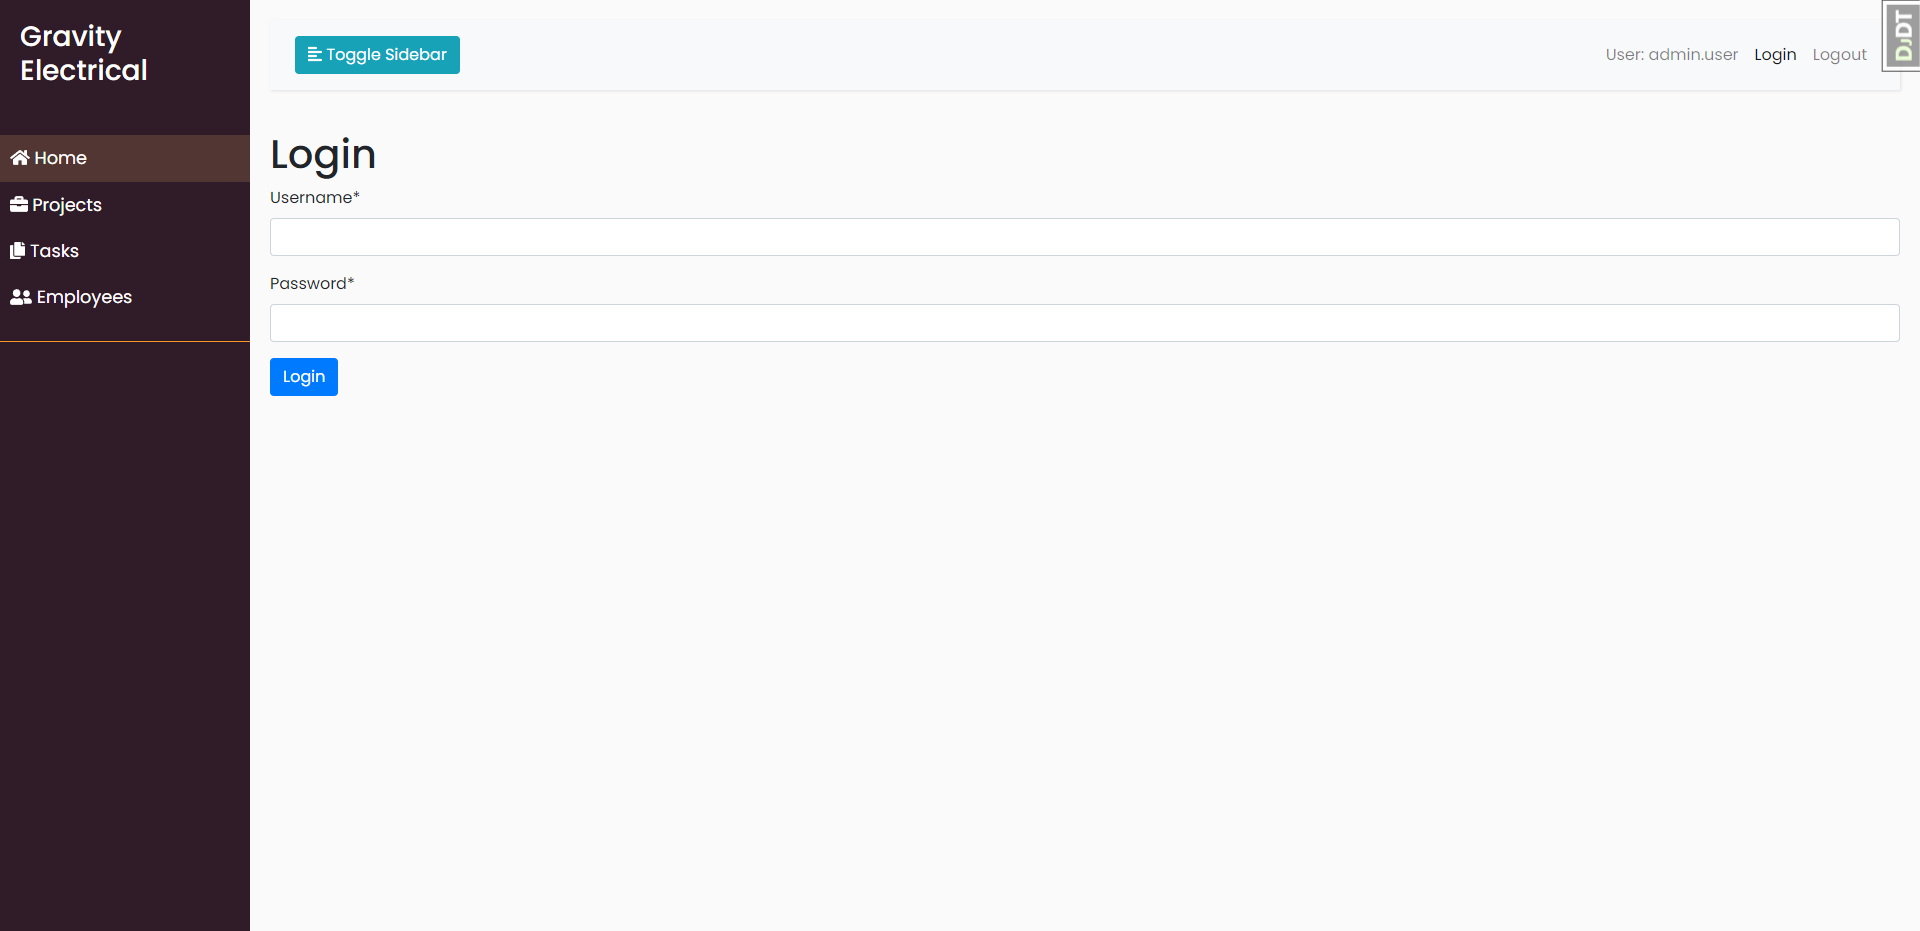 Gravity
Electrical
Home
Projects
Tasks
Employees
Toggle Sidebar
User: admin.user Login Logout
DjDT
Login
Username*
Password*
Login